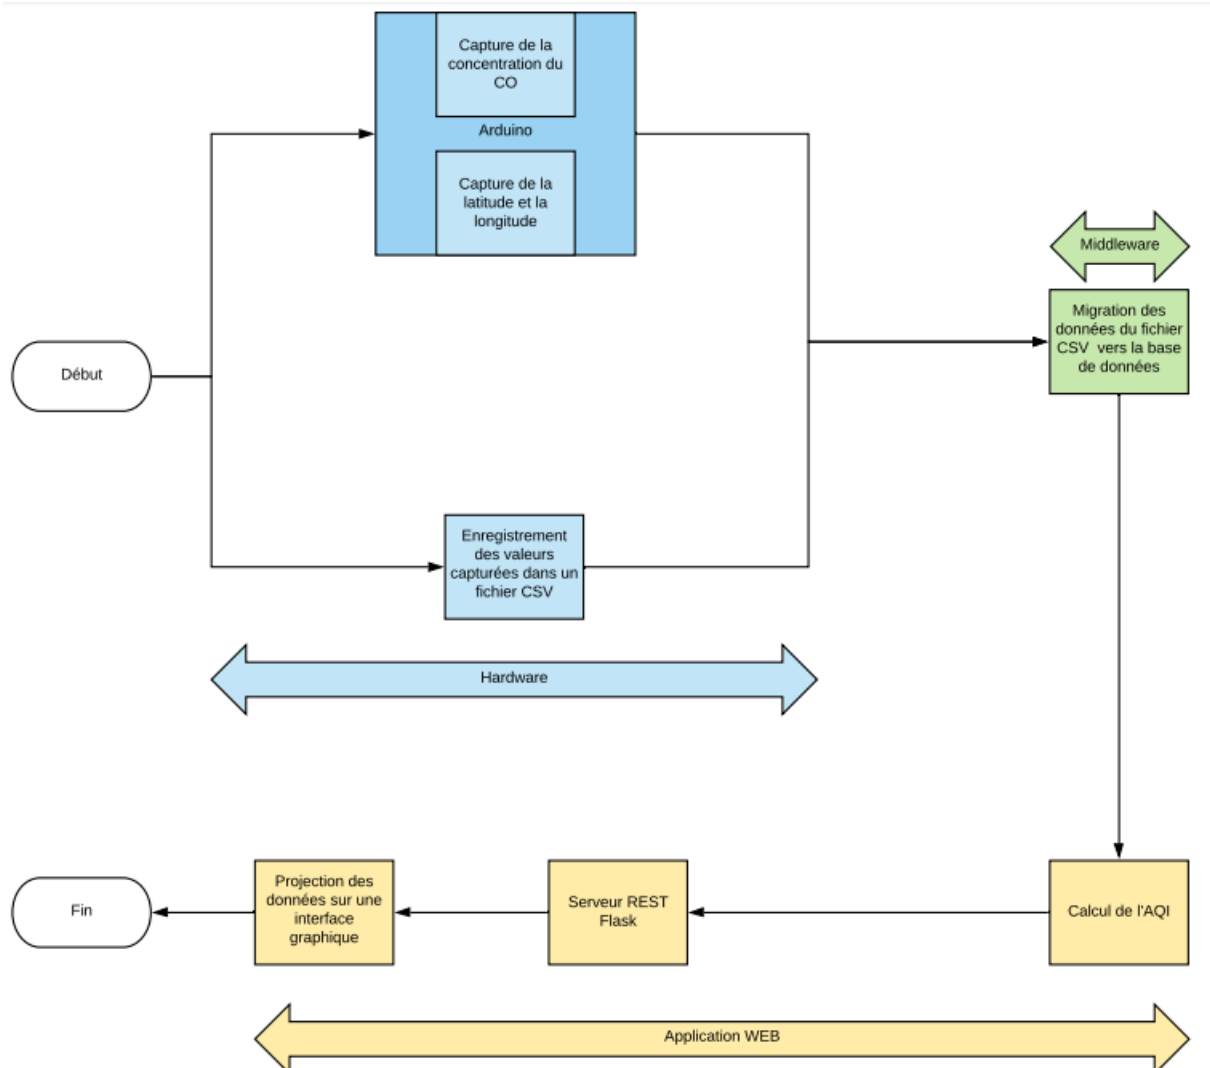 Capture de la
concentration du
CO
Arduino
Capture de la
latitude et la
longitude
Middleware
Migration des
données du fichier
CSV vers la base
de données
Début
Enregistrement
des valeurs
capturées dans un
fichier CSV
Hardware
Projection des
données sur une
interface
graphique
Serveur REST
Flask
Calcul de l'AQI
Fin
Application WEB